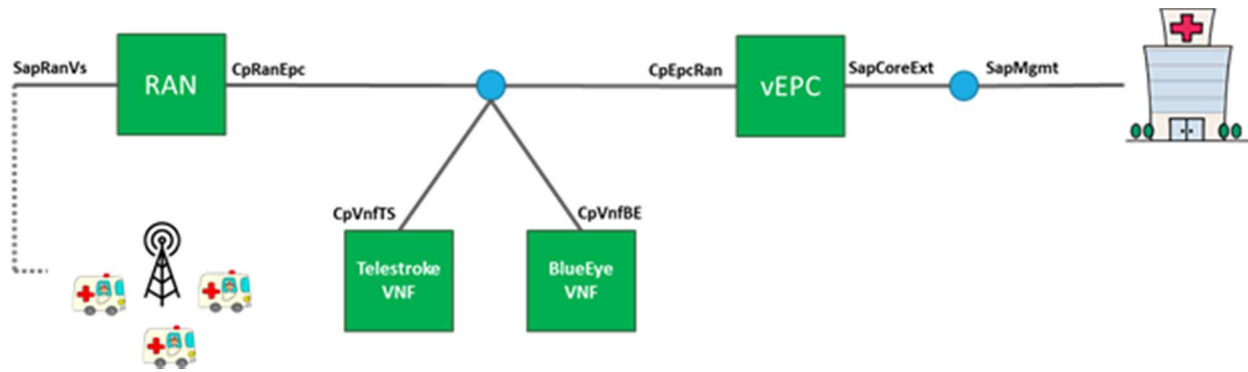 SapRanVs
RAN
CpRanEpc
CpEpcRan
vEPC
SapCoreExt
SapMgmt
CpVnfTS
CpVnfBE
Telestroke
VNF
BlueEye
VNF